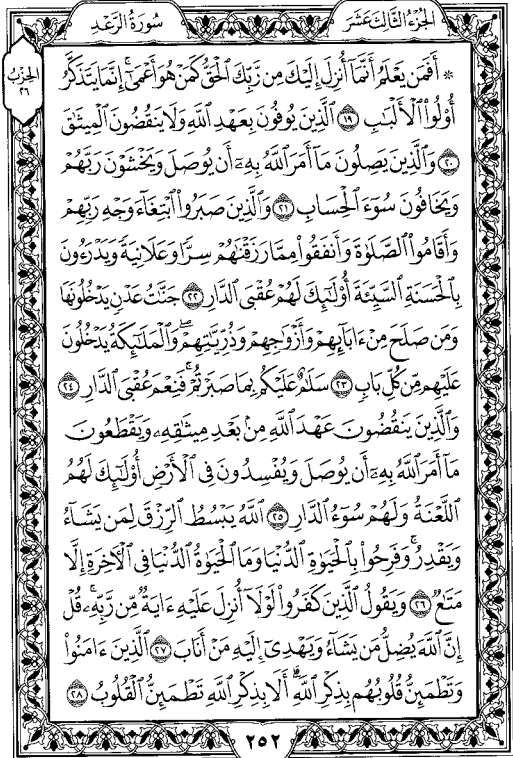 الجزء الثالث عشر
سورة الرعد
الحزب
٢٦
۞ أَفَمَن يَعْلَمُ أَنَّمَآ أُنزِلَ إِلَيْكَ مِن رَّبِّكَ ٱلْحَقُّ كَمَنْ هُوَ أَعْمَىٰٓ ۚ إِنَّمَا يَتَذَكَّرُ
أُو۟لُوا۟ ٱلْأَلْبَٰبِ ١٩ ٱلَّذِينَ يُوفُونَ بِعَهْدِ ٱللَّهِ وَلَا يَنقُضُونَ ٱلْمِيثَٰقَ
٢٠ وَٱلَّذِينَ يَصِلُونَ مَآ أَمَرَ ٱللَّهُ بِهِۦٓ أَن يُوصَلَ وَيَخْشَوْنَ رَبَّهُمْ
وَيَخَافُونَ سُوٓءَ ٱلْحِسَابِ ٢١ وَٱلَّذِينَ صَبَرُوا۟ ٱبْتِغَآءَ وَجْهِ رَبِّهِمْ
وَأَقَامُوا۟ ٱلصَّلَوٰةَ وَأَنفَقُوا۟ مِمَّا رَزَقْنَٰهُمْ سِرًّا وَعَلَانِيَةً وَيَدْرَءُونَ
بِٱلْحَسَنَةِ ٱلسَّيِّئَةَ أُو۟لَٰٓئِكَ لَهُمْ عُقْبَى ٱلدَّارِ ٢٢ جَنَّٰتُ عَدْنٍ يَدْخُلُونَهَا
وَمَن صَلَحَ مِنْ ءَابَآئِهِمْ وَأَزْوَٰجِهِمْ وَذُرِّيَّٰتِهِمْ ۖ وَٱلْمَلَٰٓئِكَةُ يَدْخُلُونَ
عَلَيْهِم مِّن كُلِّ بَابٍ ٢٣ سَلَٰمٌ عَلَيْكُم بِمَا صَبَرْتُمْ ۚ فَنِعْمَ عُقْبَى ٱلدَّارِ ٢٤
وَٱلَّذِينَ يَنقُضُونَ عَهْدَ ٱللَّهِ مِنۢ بَعْدِ مِيثَٰقِهِۦ وَيَقْطَعُونَ
مَآ أَمَرَ ٱللَّهُ بِهِۦٓ أَن يُوصَلَ وَيُفْسِدُونَ فِى ٱلْأَرْضِ ۙ أُو۟لَٰٓئِكَ لَهُمُ
ٱللَّعْنَةُ وَلَهُمْ سُوٓءُ ٱلدَّارِ ٢٥ ٱللَّهُ يَبْسُطُ ٱلرِّزْقَ لِمَن يَشَآءُ
وَيَقْدِرُ ۚ وَفَرِحُوا۟ بِٱلْحَيَوٰةِ ٱلدُّنْيَا وَمَا ٱلْحَيَوٰةُ ٱلدُّنْيَا فِى ٱلْءَاخِرَةِ إِلَّا
مَتَٰعٌ ٢٦ وَيَقُولُ ٱلَّذِينَ كَفَرُوا۟ لَوْلَآ أُنزِلَ عَلَيْهِ ءَايَةٌ مِّن رَّبِّهِۦ ۗ قُلْ
إِنَّ ٱللَّهَ يُضِلُّ مَن يَشَآءُ وَيَهْدِىٓ إِلَيْهِ مَنْ أَنَابَ ٢٧ ٱلَّذِينَ ءَامَنُوا۟
وَتَطْمَئِنُّ قُلُوبُهُم بِذِكْرِ ٱللَّهِ ۗ أَلَا بِذِكْرِ ٱللَّهِ تَطْمَئِنُّ ٱلْقُلُوبُ ٢٨
٢٥٢